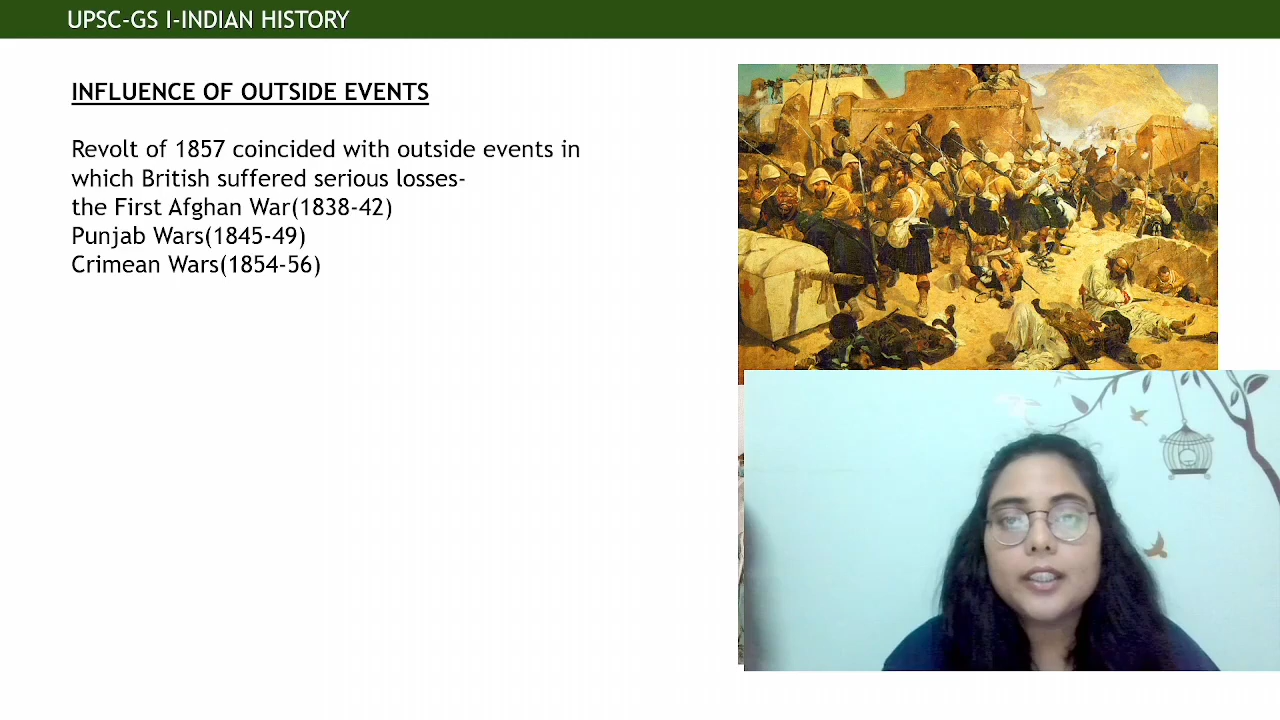 UPSC-GS I-INDIAN HISTORY
INFLUENCE OF OUTSIDE EVENTS
Revolt of 1857 coincided with outside events in
which British suffered serious losses-
the First Afghan War(1838-42)
Punjab Wars(1845-49)
Crimean Wars(1854-56)